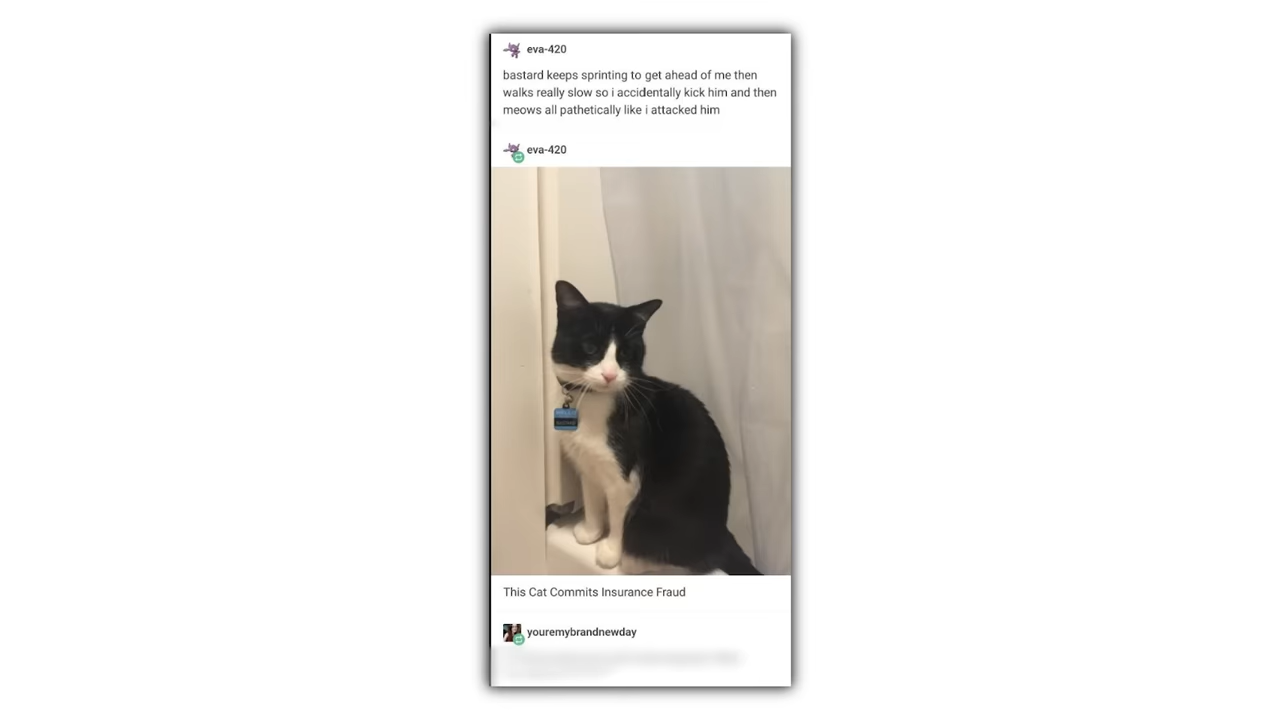 eva-420
bastard keeps sprinting to get ahead of me then
walks really slow so i accidentally kick him and then
meows all pathetically like i attacked him
eva-420
This Cat Commits Insurance Fraud
youremybrandnewday